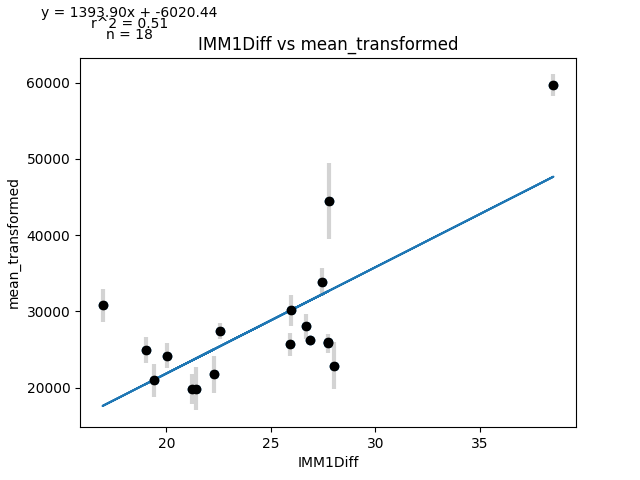 y = 1393.90x + -6020.44
r^2 = 0.51
n = 18
IMM1Diff vs mean_transformed
60000
50000
40000
30000
20000
mean_transformed
20 25 30 35
IMM1Diff